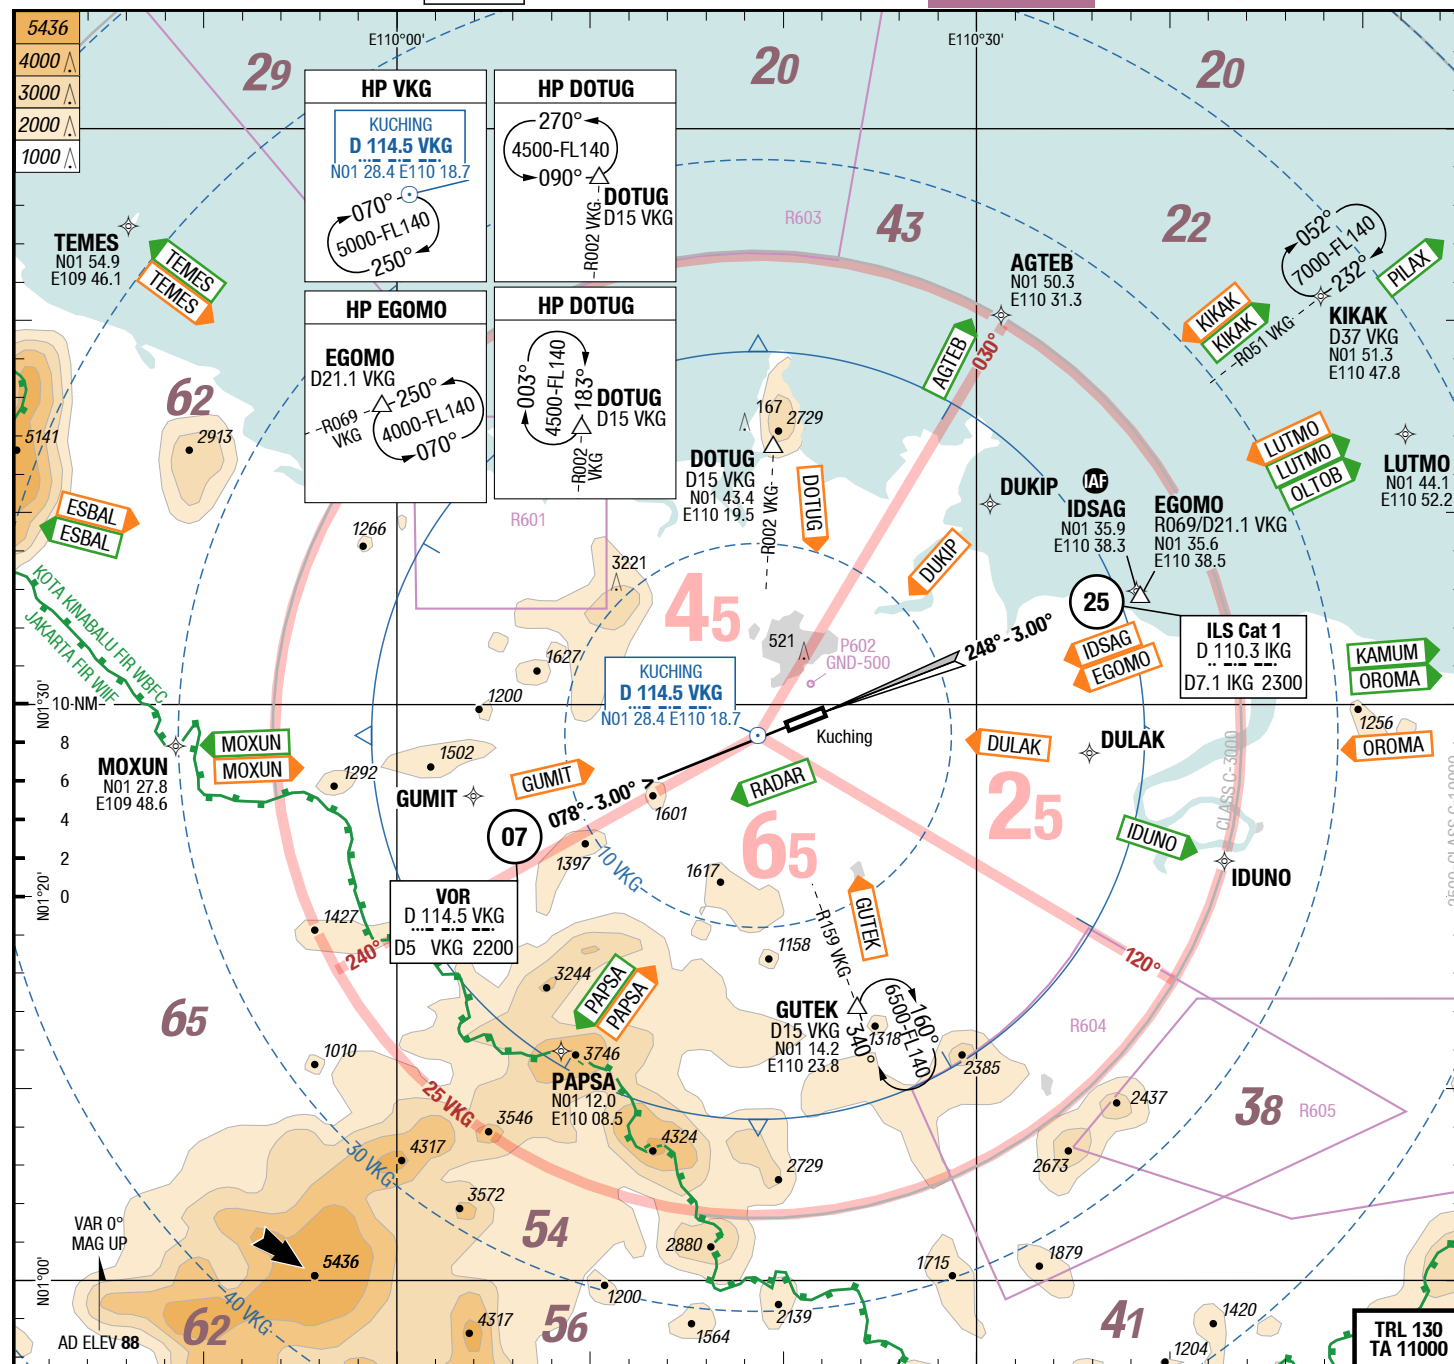 5436
4000
3000
2000
1000
E110°00'
E110°30'
29
20
20
HP VKG
KUCHING
D 114.5 VKG
N01 28.4 E110 18.7
070°
5000-FL140
250°
HP DOTUG
270°
4500-FL140
090°
DOTUG
D15 VKG
R002 VKG
HP EGOMO
EGOMO
D21.1 VKG
R069
VKG
250°
4000-FL140
070°
HP DOTUG
003°
4500-FL140
183°
DOTUG
D15 VKG
R002
VKG
R603
43
22
052°
7000-FL140
232°
PILAX
KIKAK
D37 VKG
N01 51.3
E110 47.8
KIKAK
KIKAK
R051 VKG
TEMES
N01 54.9
E109 46.1
TEMES
TEMES
AGTEB
N01 50.3
E110 31.3
AGTEB
030°
62
2913
5141
ESBAL
ESBAL
167
2729
DOTUG
D15 VKG
N01 43.4
E110 19.5
R002 VKG
DOTUG
DUKIP
DUKIP
IAF
IDSAG
N01 35.9
E110 38.3
EGOMO
R069/D21.1 VKG
N01 35.6
E110 38.5
LUTMO
LUTMO
OLTOB
LUTMO
N01 44.1
E110 52.2
1266
R601
3221
45
KOTA KINABALU FIR WBFC
JAKARTA FIR WIIF
521
P602
GND-500
248°- 3.00°
25
ILS Cat 1
D 110.3 IKG
D7.1 IKG 2300
IDSAG
EGOMO
KAMUM
OROMA
1627
1200
KUCHING
D 114.5 VKG
N01 28.4 E110 18.7
Kuching
N01°30'
10-NM
8
6
4
2
0
N01°20'
MOXUN
MOXUN
MOXUN
N01 27.8
E109 48.6
1292
1502
GUMIT
GUMIT
DULAK
DULAK
1256
OROMA
RADAR
078°- 3.00°
07
1601
1397
10 VKG
65
25
CLASS C-3000
IDUNO
IDUNO
VOR
D 114.5 VKG
D5 VKG 2200
1617
1427
240°
1158
R159 VKG
GUTEK
120°
65
3244
PAPSA
PAPSA
GUTEK
D15 VKG
N01 14.2
E110 23.8
160°
6500-FL140
340°
1318
2385
R604
1010
3746
PAPSA
N01 12.0
E110 08.5
25 VKG
3546
4317
30 VKG
4324
2729
2437
2673
38
R605
VAR 0°
MAG UP
3572
54
5436
2880
1715
1879
N01°00'
40 VKG
62
AD ELEV 88
4317
56
1200
1564
2139
41
1420
1204
TRL 130
TA 11000